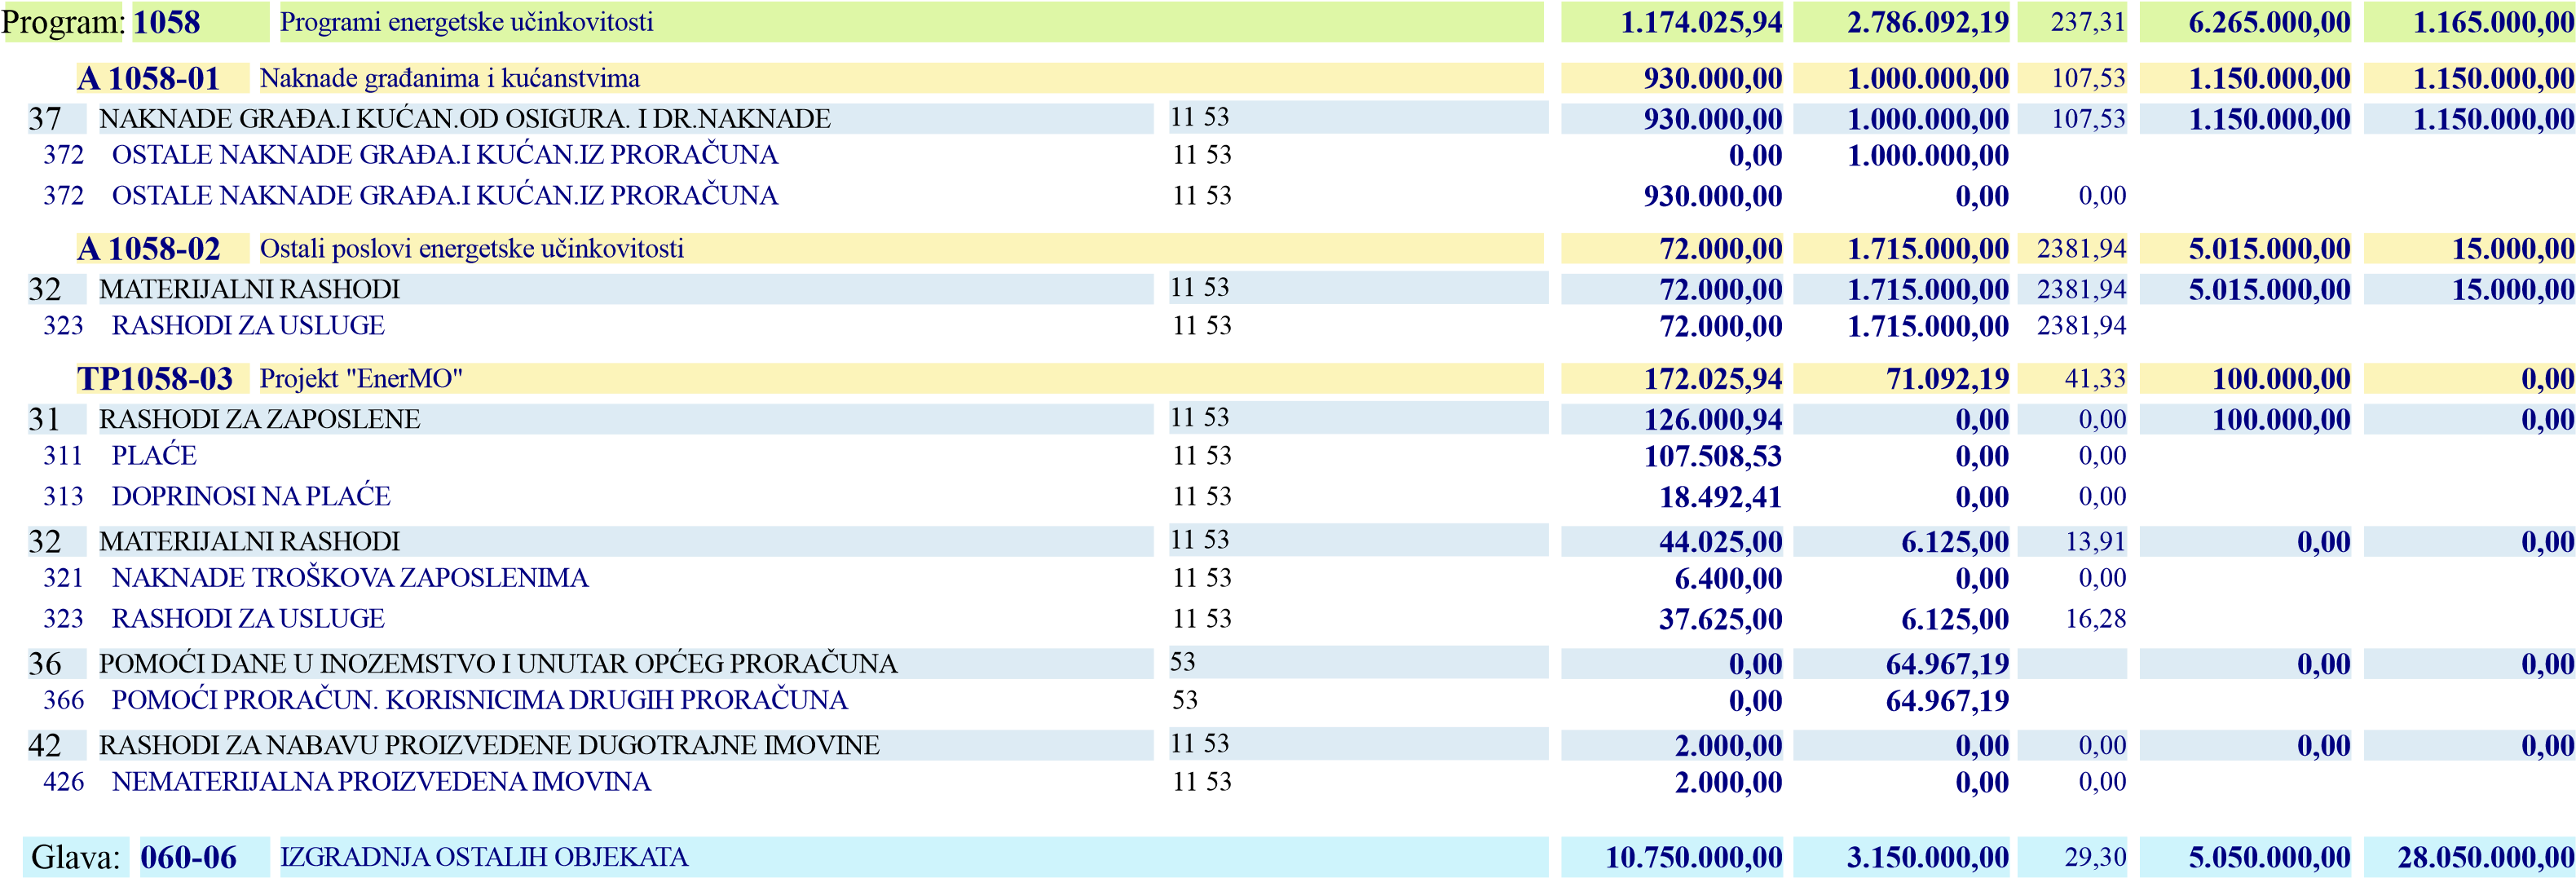 Program: 1058 Programi energetske učinkovitosti 1.174.025,94 2.786.092,19 237,31 6.265.000,00 1.165.000,00
A 1058-01 Naknade građanima i kućanstvima 930.000,00 1.000.000,00 107,53 1.150.000,00 1.150.000,00
37 NAKNADE GRAĐA.I KUĆAN.OD OSIGURA. I DR.NAKNADE 11 53 930.000,00 1.000.000,00 107,53 1.150.000,00 1.150.000,00
372 OSTALE NAKNADE GRAĐA.I KUĆAN.IZ PRORAČUNA 11 53 0,00 1.000.000,00
372 OSTALE NAKNADE GRAĐA.I KUĆAN.IZ PRORAČUNA 11 53 930.000,00 0,00 0,00
A 1058-02 Ostali poslovi energetske učinkovitosti 72.000,00 1.715.000,00 2381,94 5.015.000,00 15.000,00
32 MATERIJALNI RASHODI 11 53 72.000,00 1.715.000,00 2381,94 5.015.000,00 15.000,00
323 RASHODI ZA USLUGE 11 53 72.000,00 1.715.000,00 2381,94
TP1058-03 Projekt "EnerMO" 172.025,94 71.092,19 41,33 100.000,00 0,00
31 RASHODI ZA ZAPOSLENE 11 53 126.000,94 0,00 0,00 100.000,00 0,00
311 PLAĆE 11 53 107.508,53 0,00 0,00
313 DOPRINOSI NA PLAĆE 11 53 18.492,41 0,00 0,00
32 MATERIJALNI RASHODI 11 53 44.025,00 6.125,00 13,91 0,00 0,00
321 NAKNADE TROŠKOVA ZAPOSLENIMA 11 53 6.400,00 0,00 0,00
323 RASHODI ZA USLUGE 11 53 37.625,00 6.125,00 16,28
36 POMOĆI DANE U INOZEMSTVO I UNUTAR OPĆEG PRORAČUNA 53 0,00 64.967,19 0,00 0,00
366 POMOĆI PRORAČUN. KORISNICIMA DRUGIH PRORAČUNA 53 0,00 64.967,19
42 RASHODI ZA NABAVU PROIZVEDENE DUGOTRAJNE IMOVINE 11 53 2.000,00 0,00 0,00 0,00 0,00
426 NEMATERIJALNA PROIZVEDENA IMOVINA 11 53 2.000,00 0,00 0,00
Glava: 060-06 IZGRADNJA OSTALIH OBJEKATA 10.750.000,00 3.150.000,00 29,30 5.050.000,00 28.050.000,00